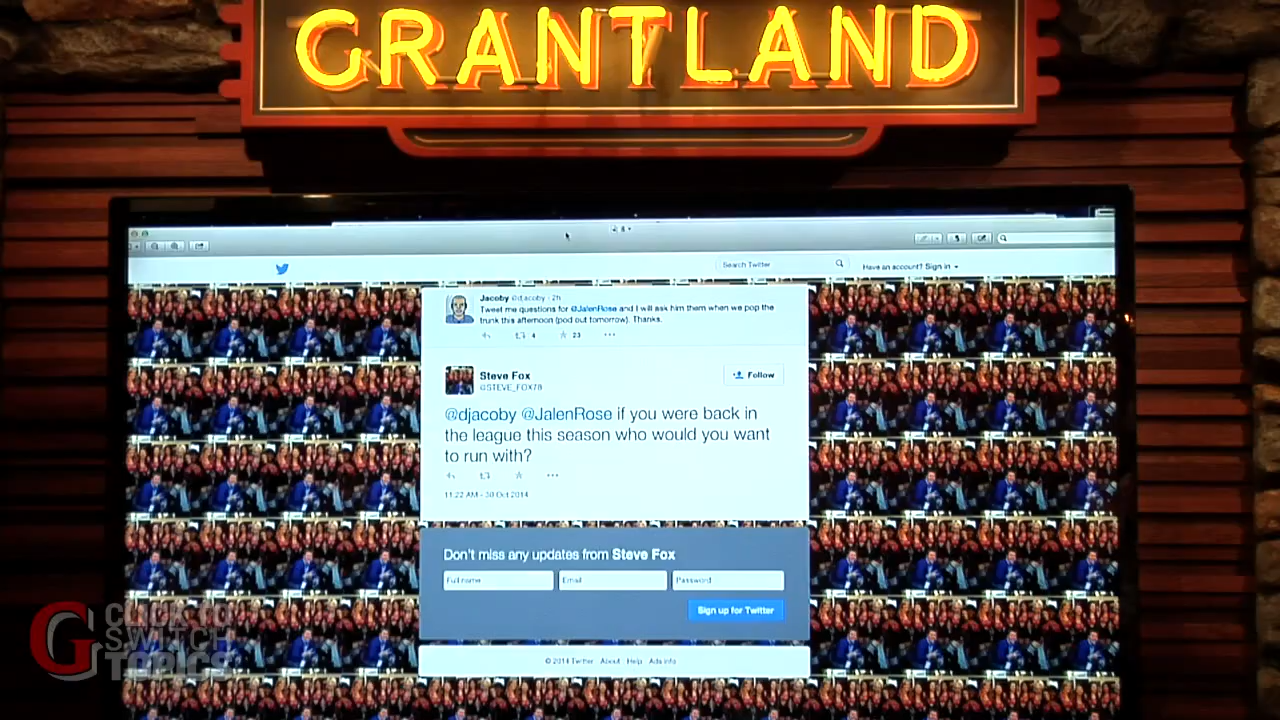 GRANTLAND
Search Twitter
Have an account? Sign in
Jacoby @djacoby · 2h
Tweet me questions for @JalenRose and I will ask him them when we pop the
trunk this afternoon (pod out tomorrow). Thanks.
4 23
Steve Fox
@STEVE_FOX78
Follow
@djacoby @JalenRose if you were back in
the league this season who would you want
to run with?
11:22 AM - 30 Oct 2014
Don't miss any updates from Steve Fox
Full name Email Password
Sign up for Twitter
© 2014 Twitter About Help Ads info
G CLICK TO
SWITCH
TOPICS